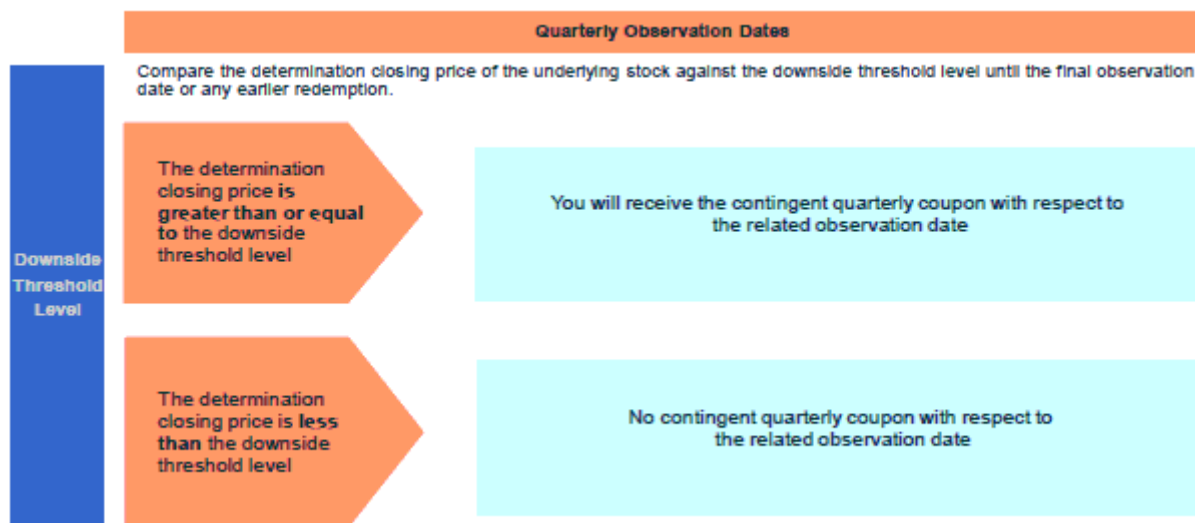 Quarterly Observation Dates
Compare the determination closing price of the underlying stock against the downside threshold level until the final observation
date or any earlier redemption.
Downside
Threshold
Level
The determination
closing price is
greater than or equal
to the downside
threshold level
You will receive the contingent quarterly coupon with respect to
the related observation date
The determination
closing price is less
than the downside
threshold level
No contingent quarterly coupon with respect to
the related observation date